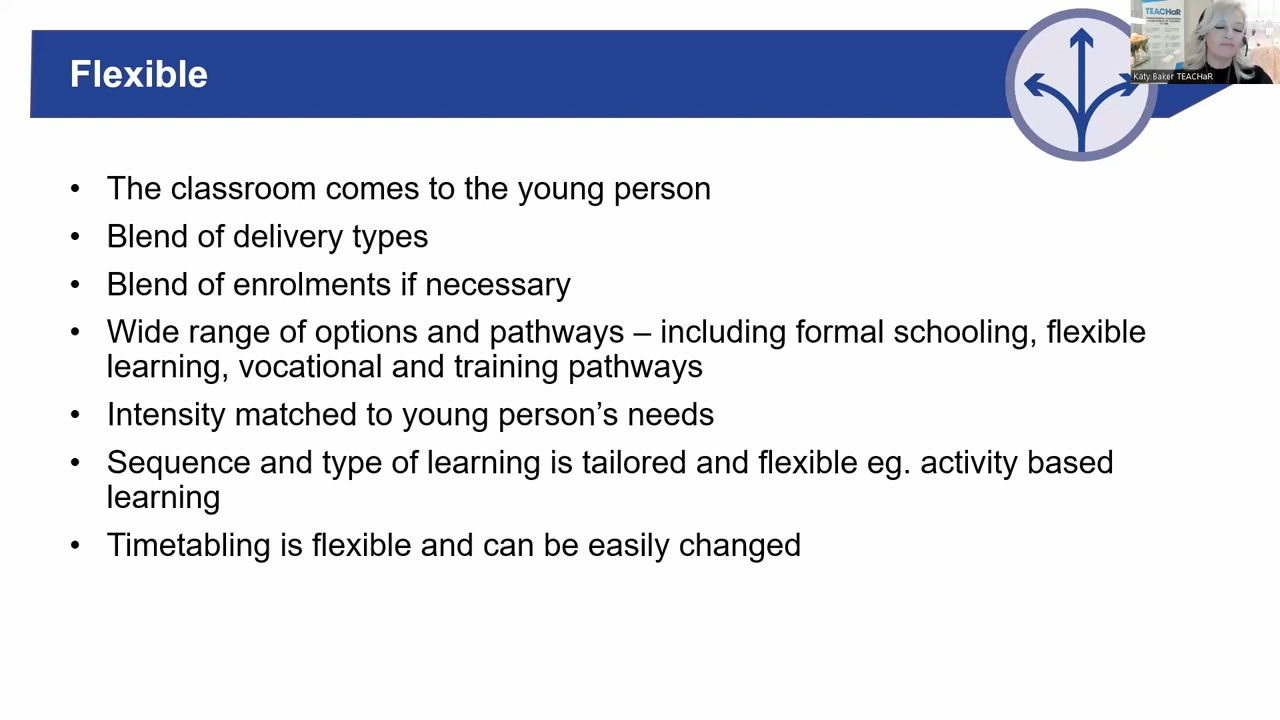 Flexible
TEACHaR
Katy Baker TEACHaR
• The classroom comes to the young person
• Blend of delivery types
• Blend of enrolments if necessary
• Wide range of options and pathways – including formal schooling, flexible
learning, vocational and training pathways
• Intensity matched to young person’s needs
• Sequence and type of learning is tailored and flexible eg. activity based
learning
• Timetabling is flexible and can be easily changed